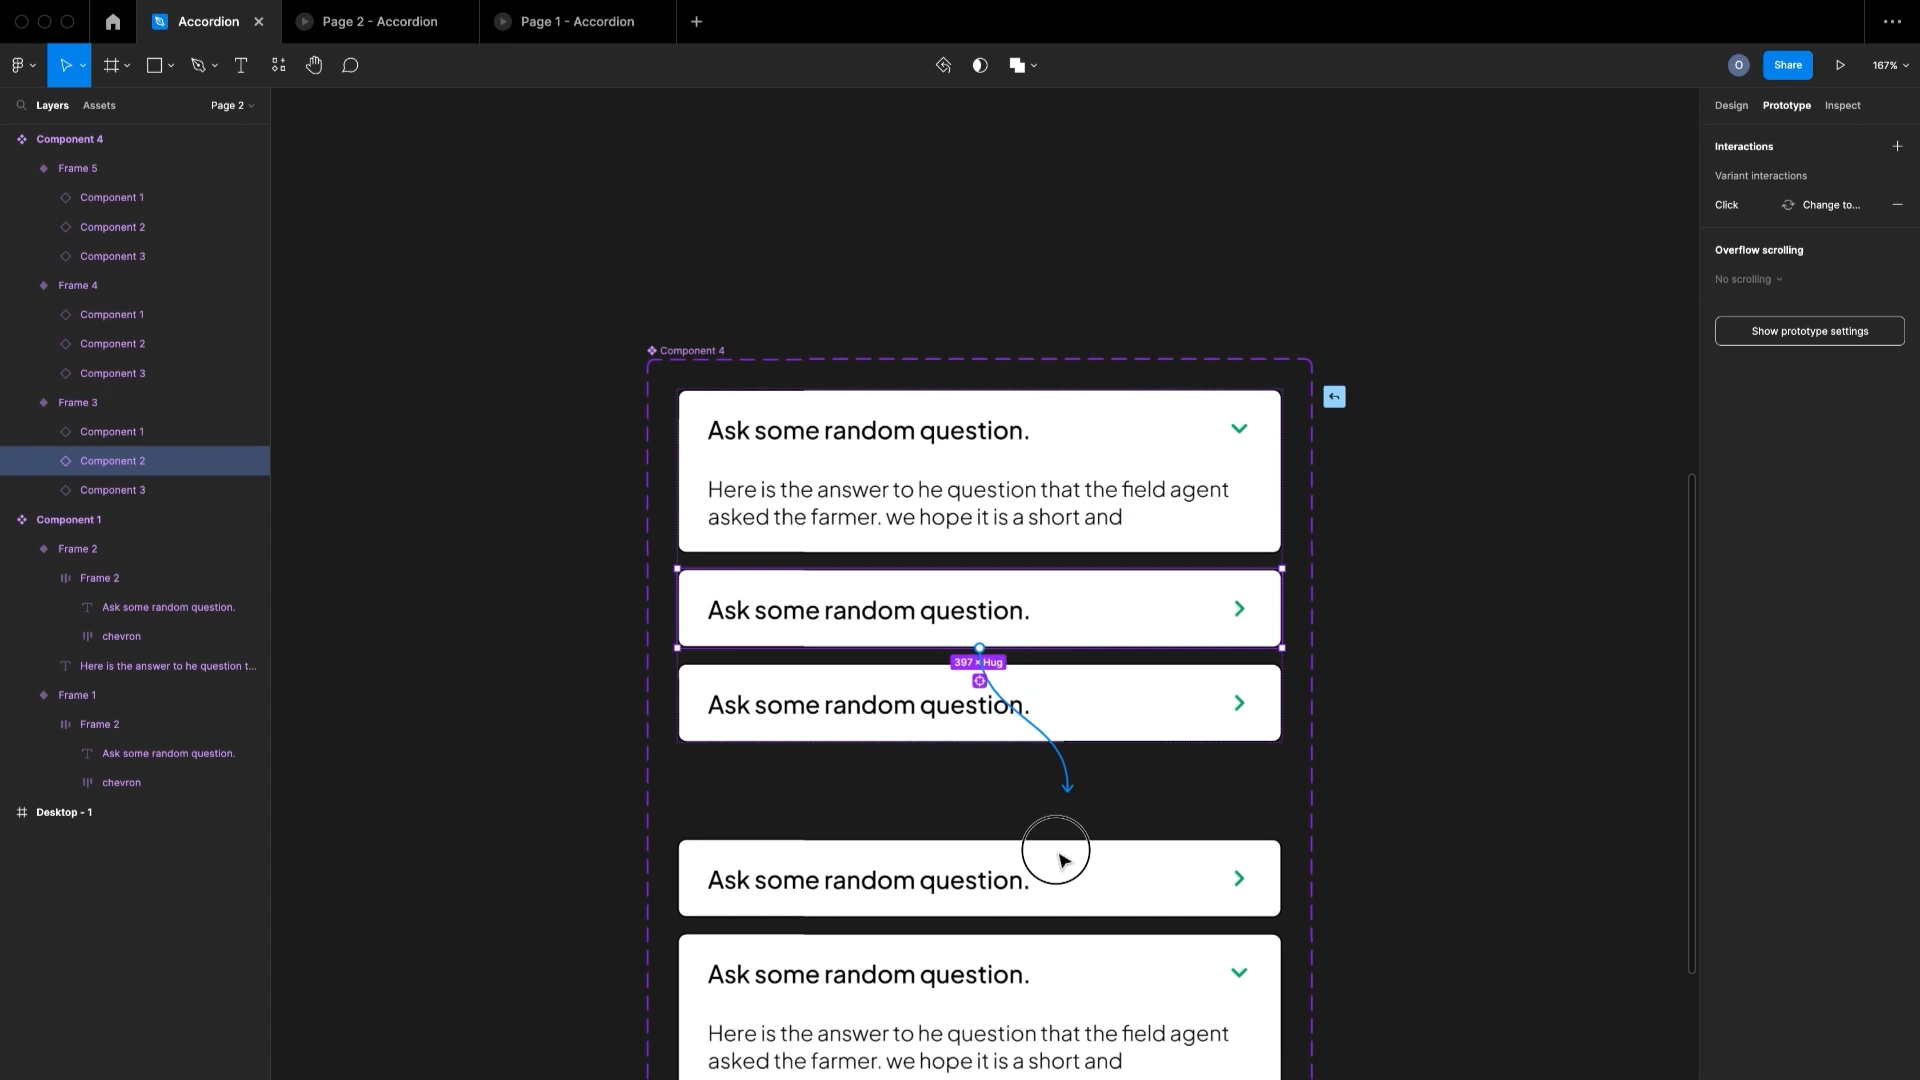 Accordion
Page 2 - Accordion
Page 1 - Accordion
O
Share
167%
Layers
Assets
Page 2
Component 4
Frame 5
Component 1
Component 2
Component 3
Frame 4
Component 1
Component 2
Component 3
Frame 3
Component 1
Component 2
Component 3
Component 1
Frame 2
Frame 2
Ask some random question.
chevron
Here is the answer to he question t...
Frame 1
Frame 2
Ask some random question.
chevron
Desktop - 1
Component 4
Ask some random question.
Here is the answer to he question that the field agent
asked the farmer. we hope it is a short and
Ask some random question.
397 × Hug
Ask some random question.
Ask some random question.
Ask some random question.
Here is the answer to he question that the field agent
asked the farmer. we hope it is a short and
Design
Prototype
Inspect
Interactions
Variant interactions
Click
Change to...
Overflow scrolling
No scrolling
Show prototype settings